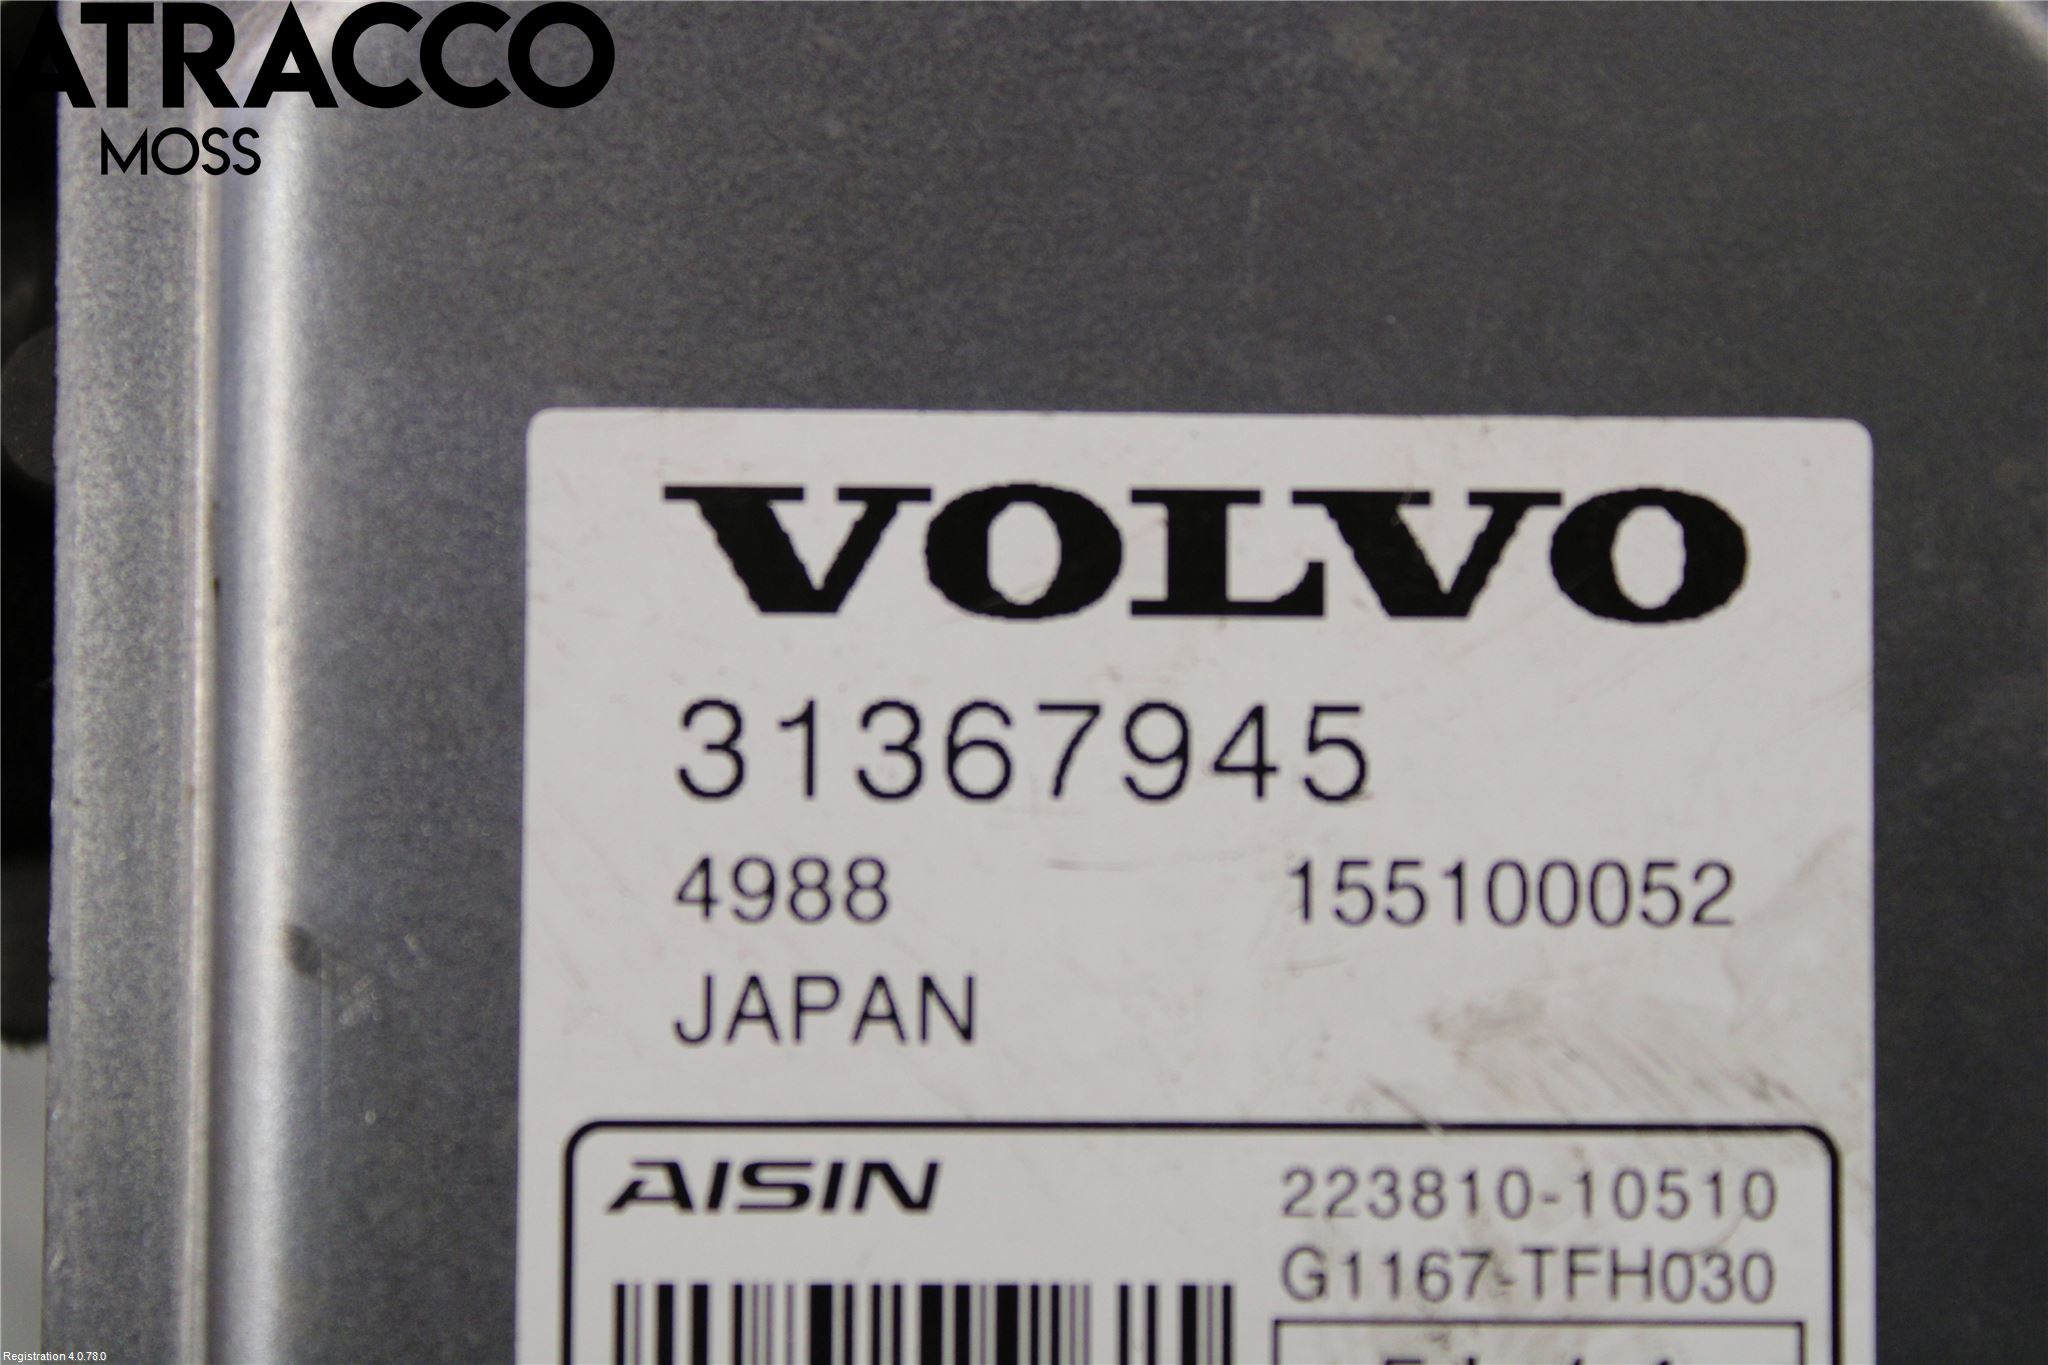 ATRACCO
MOSS
VOLVO
31367945
4988 155100052
JAPAN
AISIN 223810-10510
G1167-TFH030
Registration 4.0.78.0